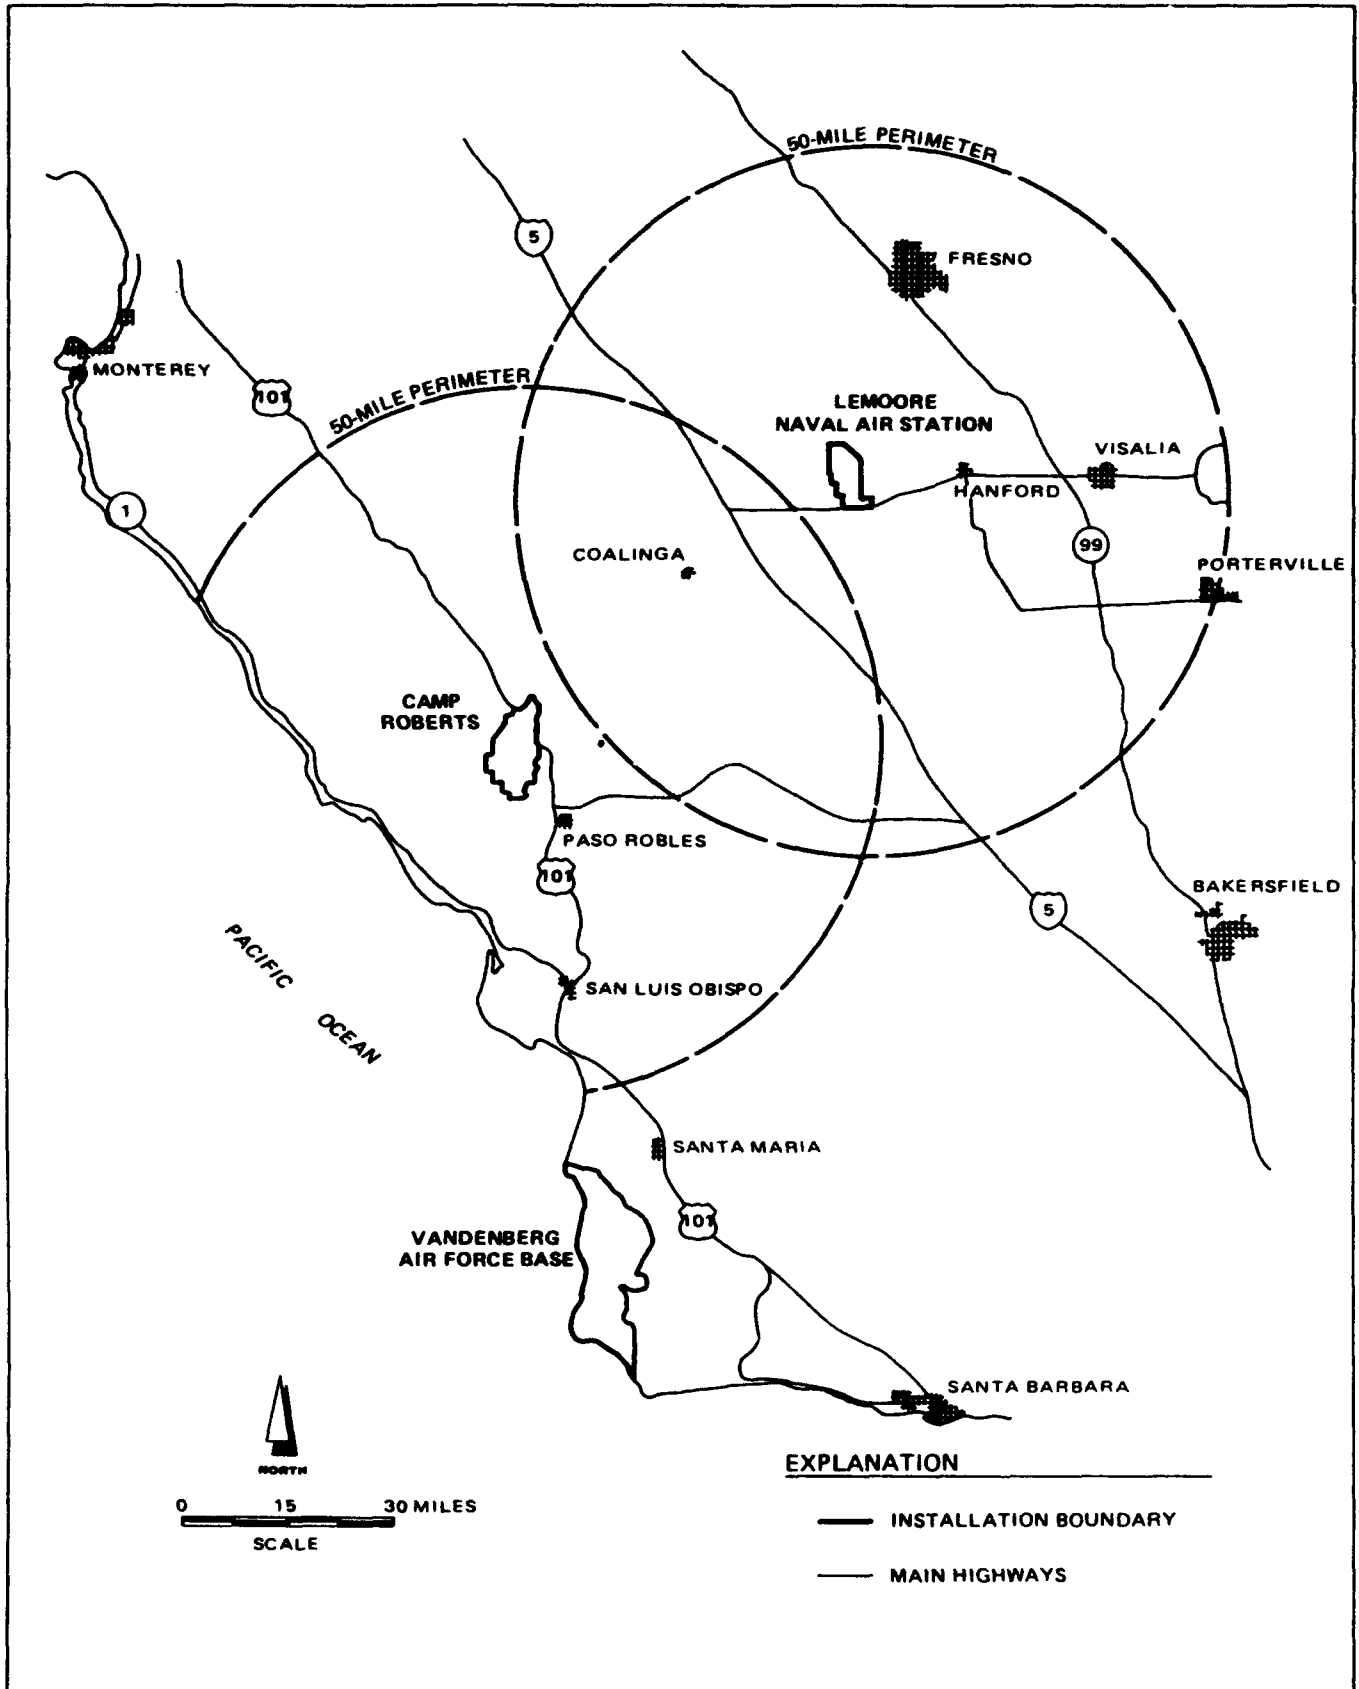 50-MILE PERIMETER
5
FRESNO
MONTEREY
50-MILE PERIMETER
101
LEMOORE
NAVAL AIR STATION
VISALIA
HANFORD
1
99
COALINGA
PORTERVILLE
CAMP
ROBERTS
PASO ROBLES
101
BAKERSFIELD
5
PACIFIC
OCEAN
SAN LUIS OBISPO
SANTA MARIA
101
VANDENBERG
AIR FORCE BASE
SANTA BARBARA
NORTH
0 15 30 MILES
SCALE
EXPLANATION
INSTALLATION BOUNDARY
MAIN HIGHWAYS